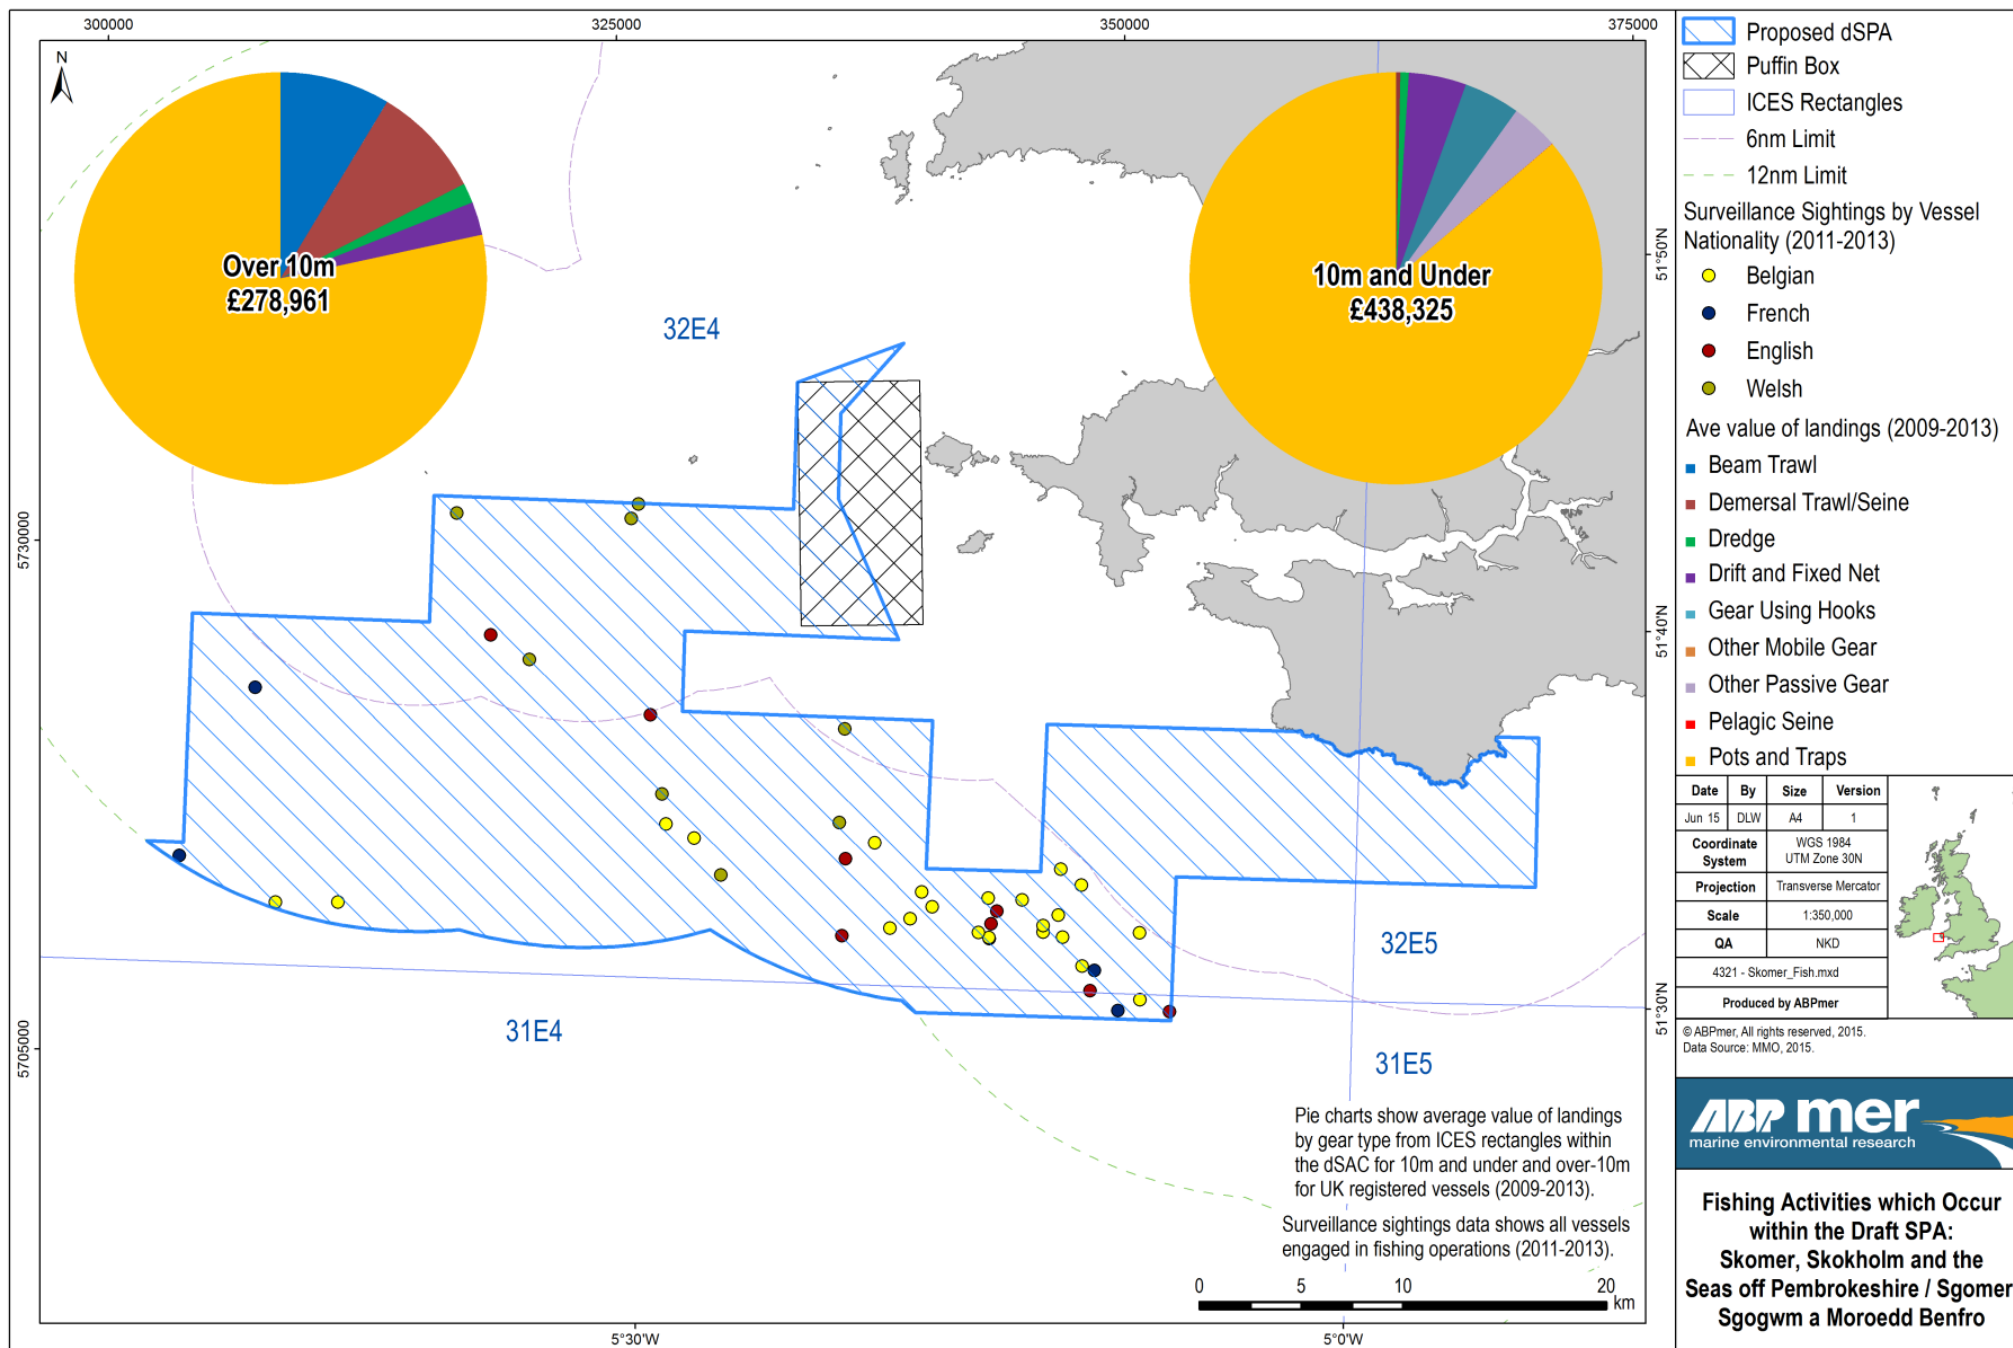 300000
325000
350000
375000
N
5730000
5705000
51°50'N
51°40'N
51°30'N
5°30'W
5°0'W
Over 10m
£278,961
10m and Under
£438,325
32E4
32E5
31E4
31E5
Pie charts show average value of landings
by gear type from ICES rectangles within
the dSAC for 10m and under and over-10m
for UK registered vessels (2009-2013).
Surveillance sightings data shows all vessels
engaged in fishing operations (2011-2013).
0 5 10 20
km
Proposed dSPA
Puffin Box
ICES Rectangles
6nm Limit
12nm Limit
Surveillance Sightings by Vessel
Nationality (2011-2013)
Belgian
French
English
Welsh
Ave value of landings (2009-2013)
Beam Trawl
Demersal Trawl/Seine
Dredge
Drift and Fixed Net
Gear Using Hooks
Other Mobile Gear
Other Passive Gear
Pelagic Seine
Pots and Traps
Date By Size Version
Jun 15 DLW A4 1
Coordinate
System
WGS 1984
UTM Zone 30N
Projection Transverse Mercator
Scale 1:350,000
QA NKD
4321 - Skomer_Fish.mxd
Produced by ABPmer
© ABPmer, All rights reserved, 2015.
Data Source: MMO, 2015.
ABP mer
marine environmental research
Fishing Activities which Occur
within the Draft SPA:
Skomer, Skokholm and the
Seas off Pembrokeshire / Sgomer
Sgogwm a Moroedd Benfro